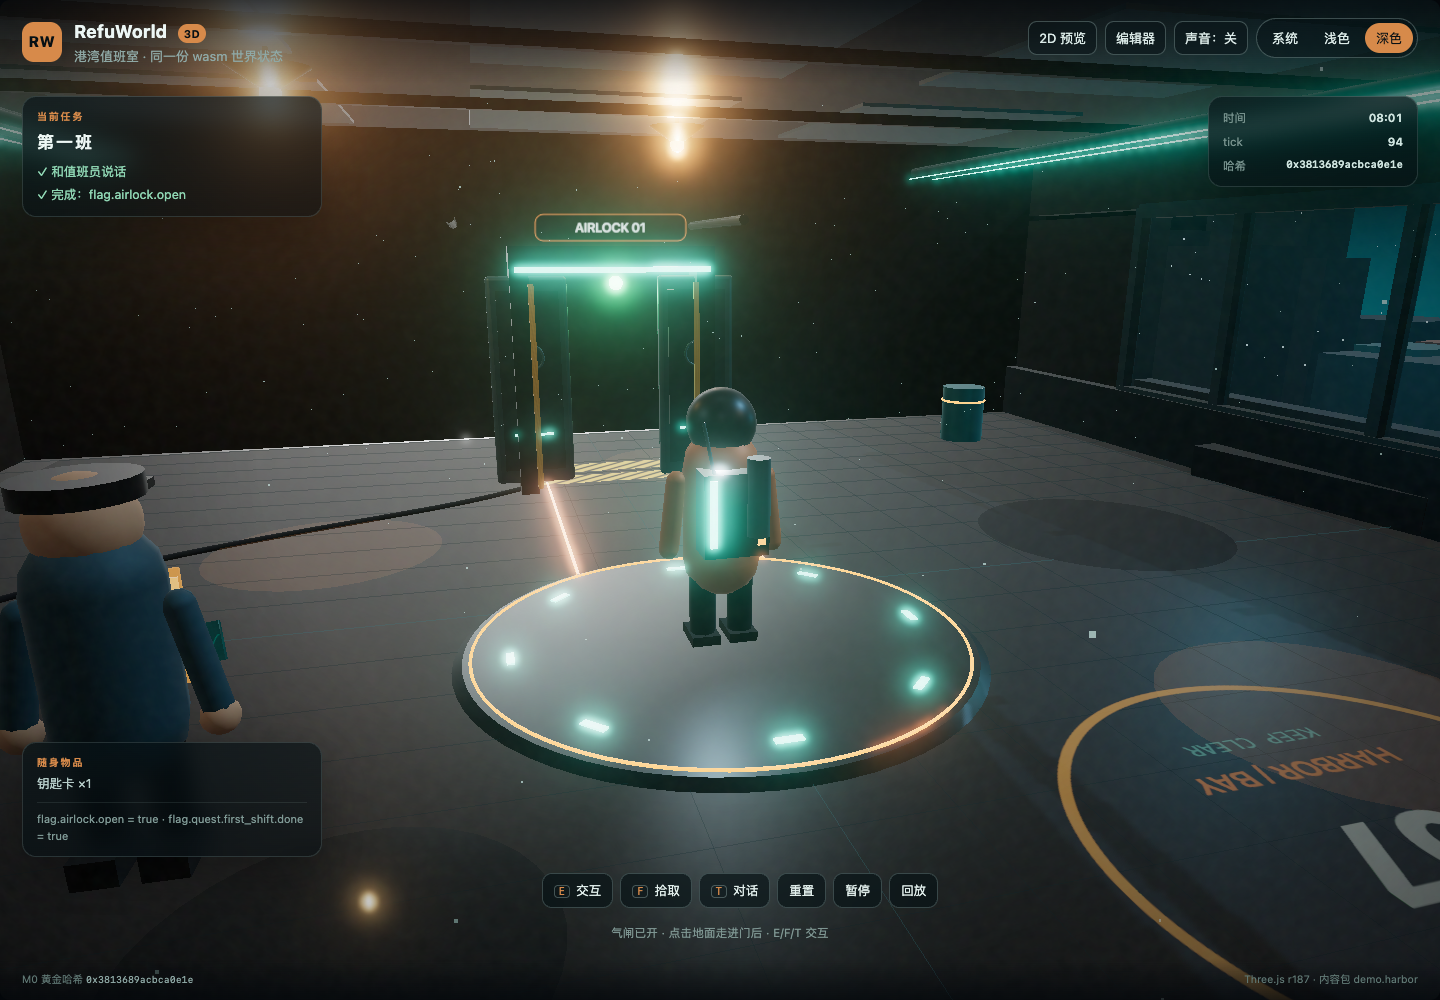 RW RefuWorld 3D
港湾值班室 · 同一份 wasm 世界状态
2D 预览 编辑器 声音：关 系统 浅色 深色
当前任务
第一班
✓ 和值班员说话
✓ 完成：flag.airlock.open
时间 08:01
tick 94
哈希 0x3813689acbca0e1e
AIRLOCK 01
KEEP CLEAR
HARBOR | BAY
随身物品
钥匙卡 ×1
flag.airlock.open = true · flag.quest.first_shift.done
= true
E 交互 F 拾取 T 对话 重置 暂停 回放
气闸已开 · 点击地面走进门后 · E/F/T 交互
M0 黄金哈希 0x3813689acbca0e1e
Three.js r187 · 内容包 demo.harbor